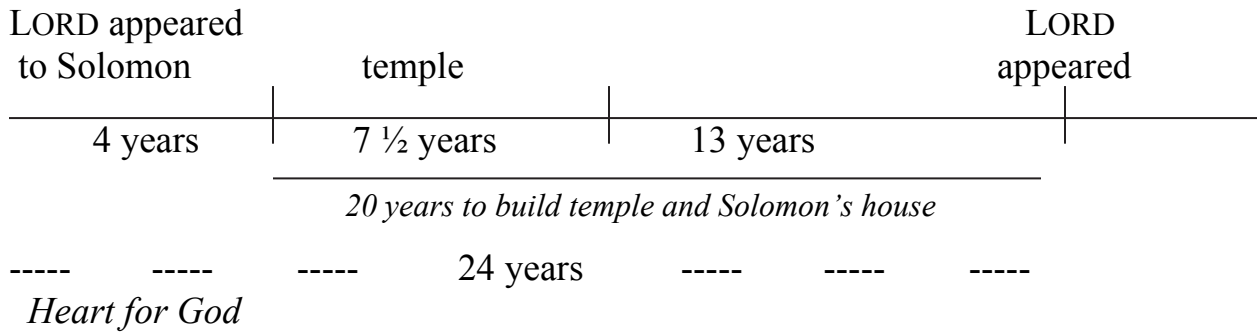 LORD appeared LORD
to Solomon temple appeared
4 years 7 ½ years 13 years
20 years to build temple and Solomon's house
----- ----- ----- 24 years ----- ----- -----
Heart for God